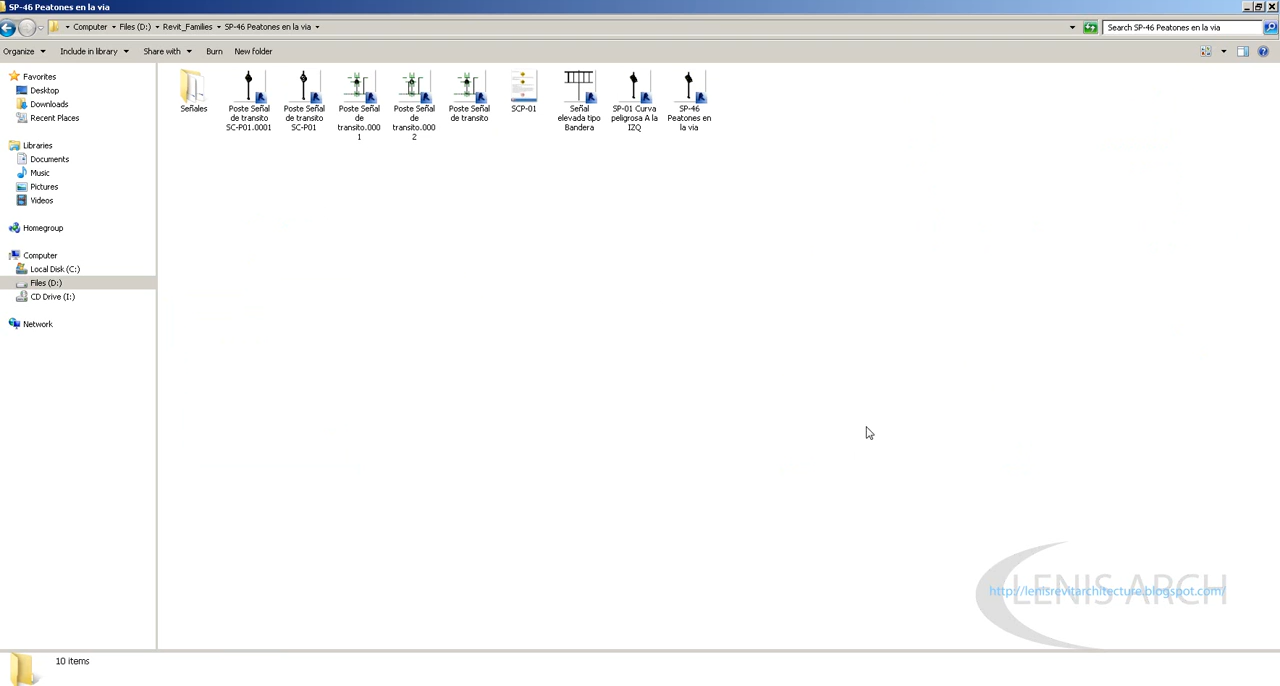 SP-46 Peatones en la via
Computer Files (D:) Revit_Families SP-46 Peatones en la via
Search SP-46 Peatones en la via
Organize Include in library Share with Burn New folder
Favorites
Desktop
Downloads
Recent Places
Libraries
Documents
Music
Pictures
Videos
Homegroup
Computer
Local Disk (C:)
Files (D:)
CD Drive (I:)
Network
Señales
Poste Señal
de transito
SC-P01.0001
Poste Señal
de transito
SC-P01
Poste Señal
de
transito.000
1
Poste Señal
de
transito.000
2
Poste Señal
de transito
SCP-01
Señal
elevada tipo
Bandera
SP-01 Curva
peligrosa A la
IZQ
SP-46
Peatones en
la via
LENIS ARCH
http://lenisrevitarchitecture.blogspot.com/
10 items